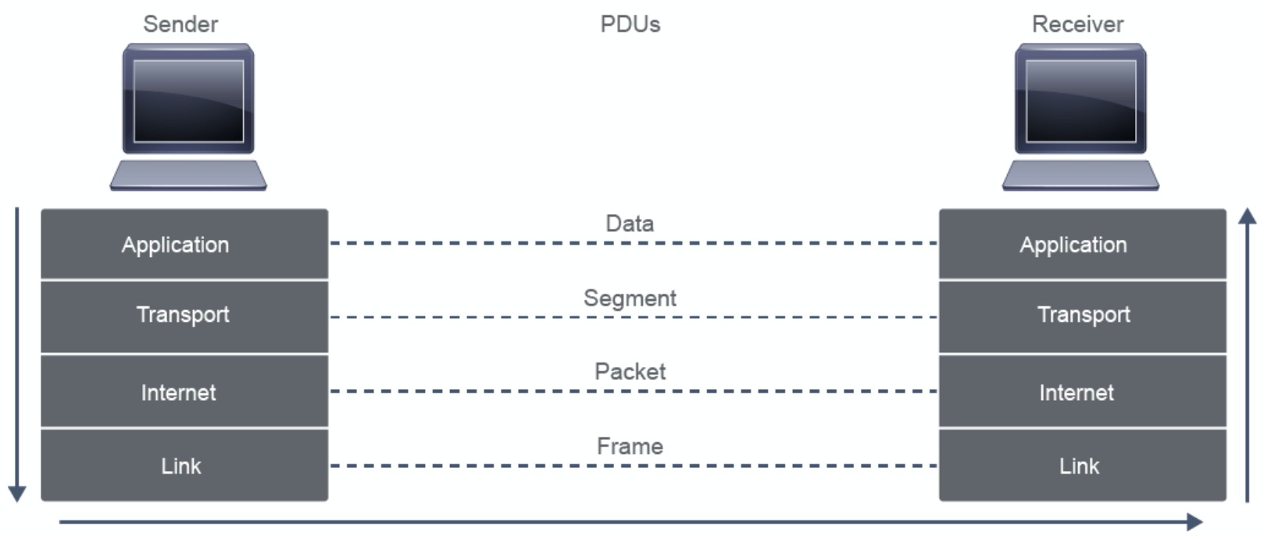 Sender
PDUs
Receiver
Data
Application
Application
Segment
Transport
Transport
Packet
Internet
Internet
Frame
Link
Link